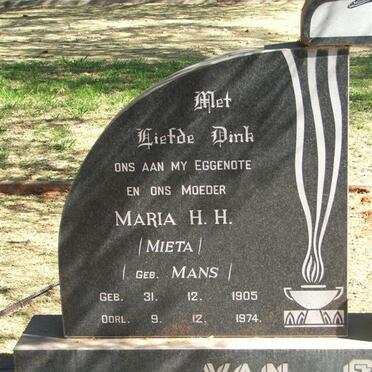 Met
Liefde Dink
ONS AAN MY EGGENOTE
EN ONS MOEDER
MARIA H. H.
/MIETA/
/GEB. MANS/
GEB. 31. 12. 1905
OORL. 9. 12. 1974.
VAN